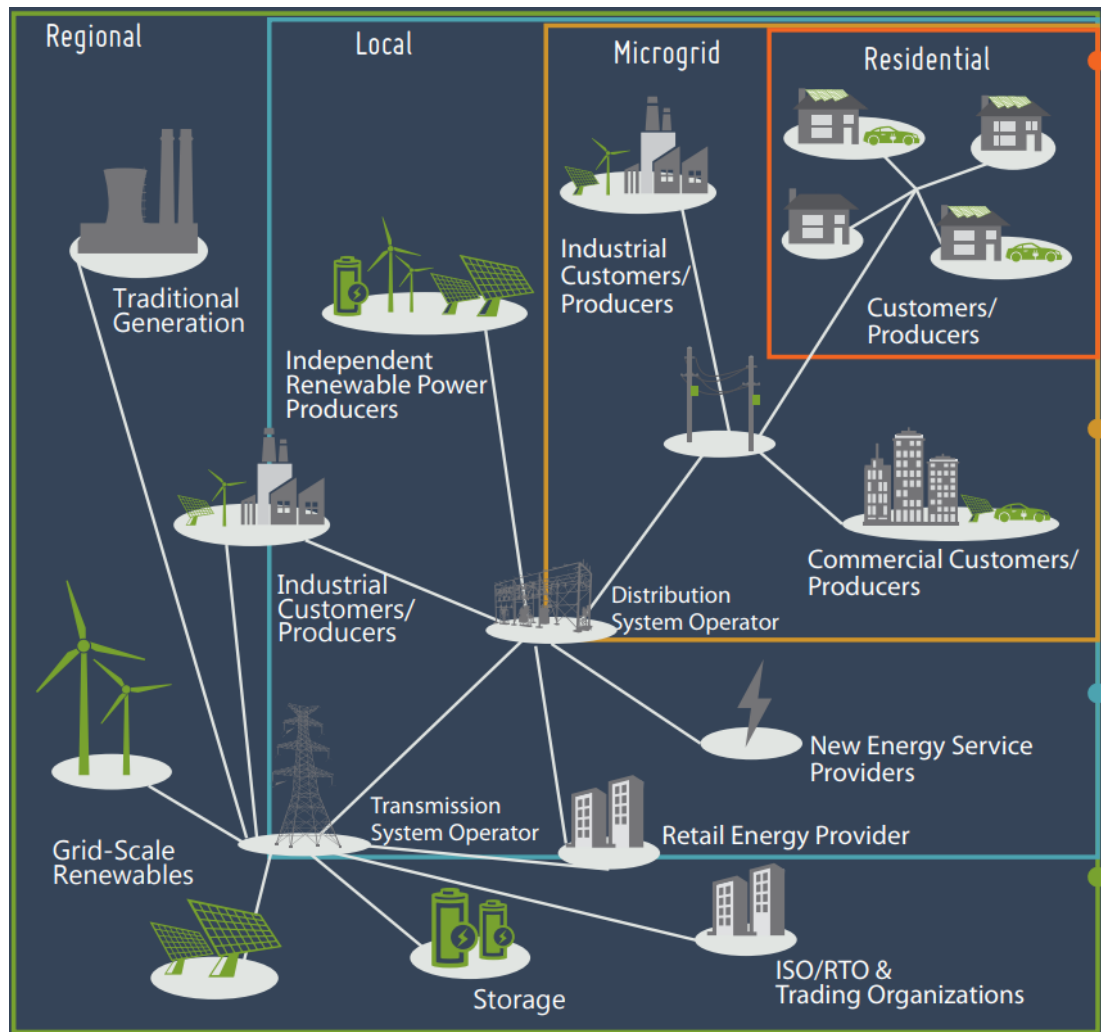 Regional
Local
Microgrid
Residential
Traditional
Generation
Independent
Renewable Power
Producers
Industrial
Customers/
Producers
Customers/
Producers
Industrial
Customers/
Producers
Distribution
System Operator
Commercial Customers/
Producers
New Energy Service
Providers
Transmission
System Operator
Retail Energy Provider
Grid-Scale
Renewables
Storage
ISO/RTO &
Trading Organizations